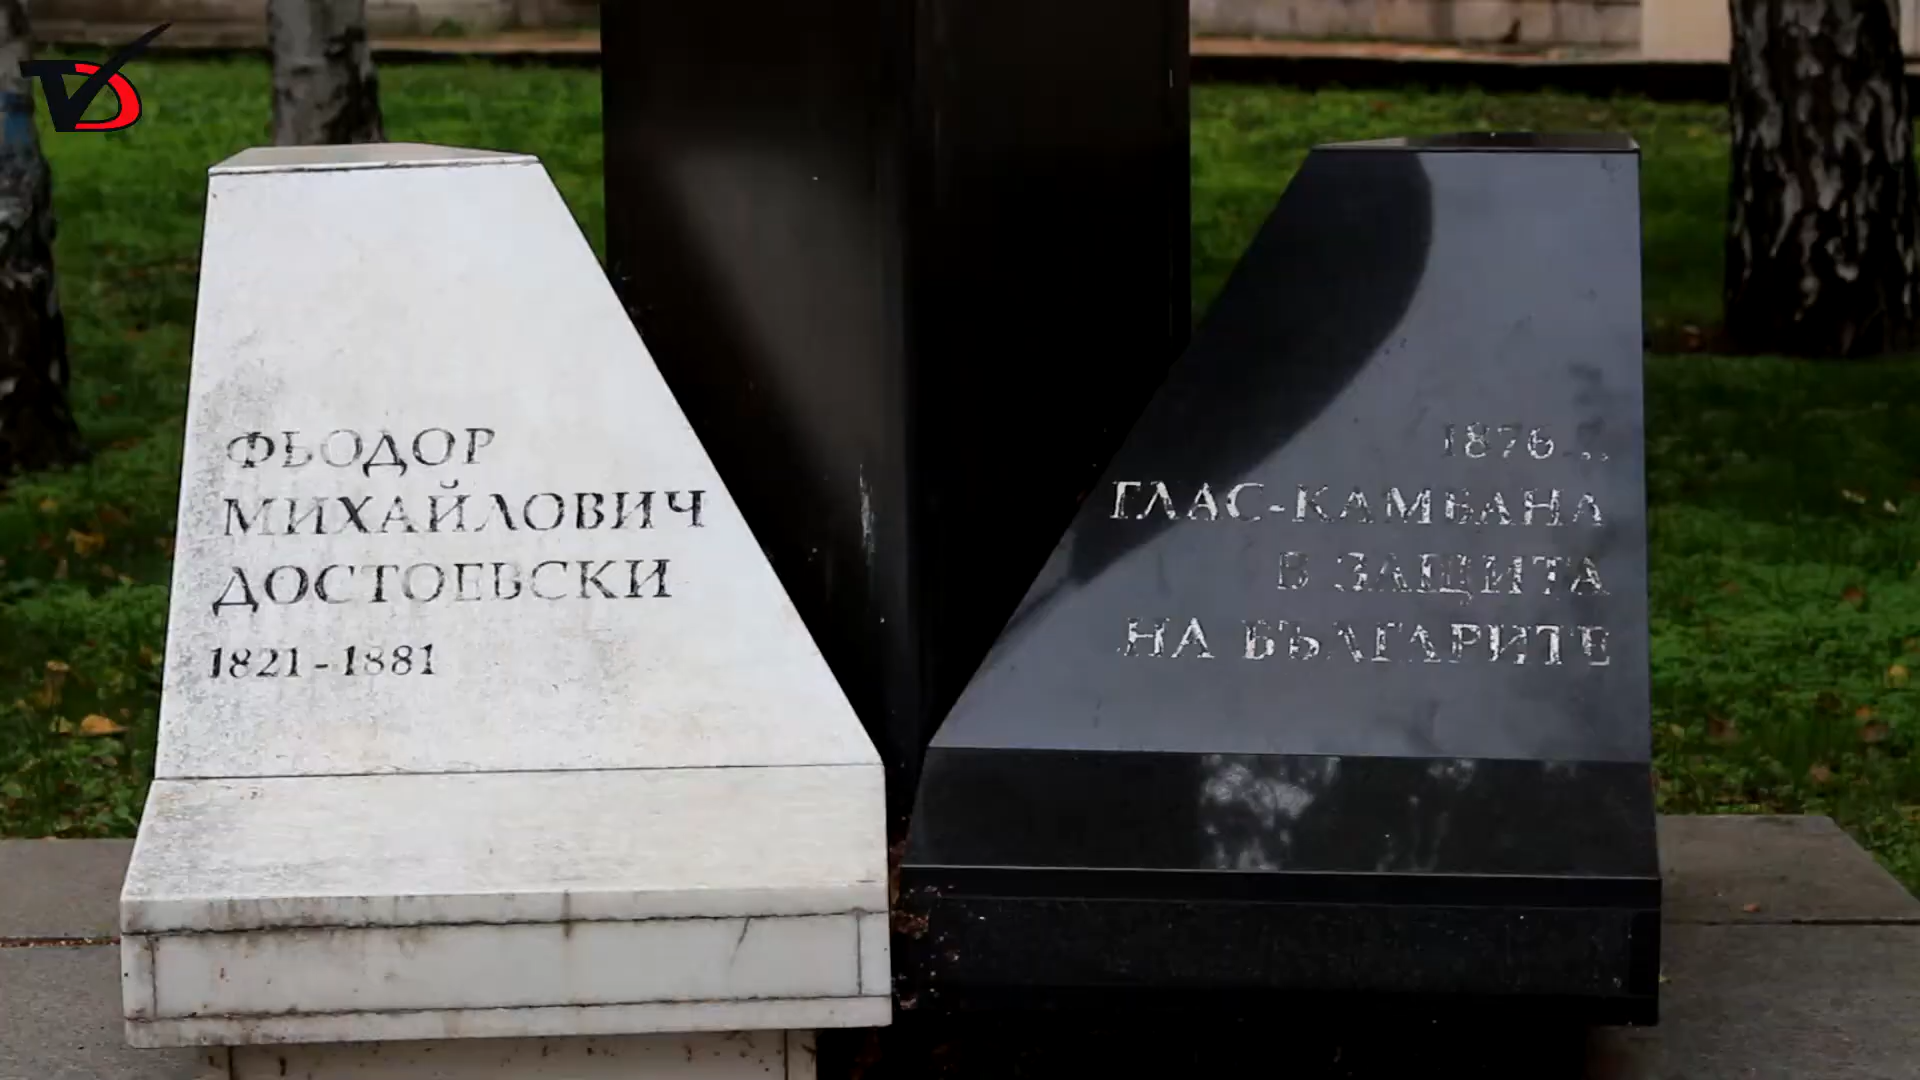 ФЬОДОР
МИХАЙЛОВИЧ
ДОСТОЕВСКИ
1821-1881
1876...
ГЛАС-КАМБАНА
В ЗАЩИТА
НА БЪЛГАРИТЕ